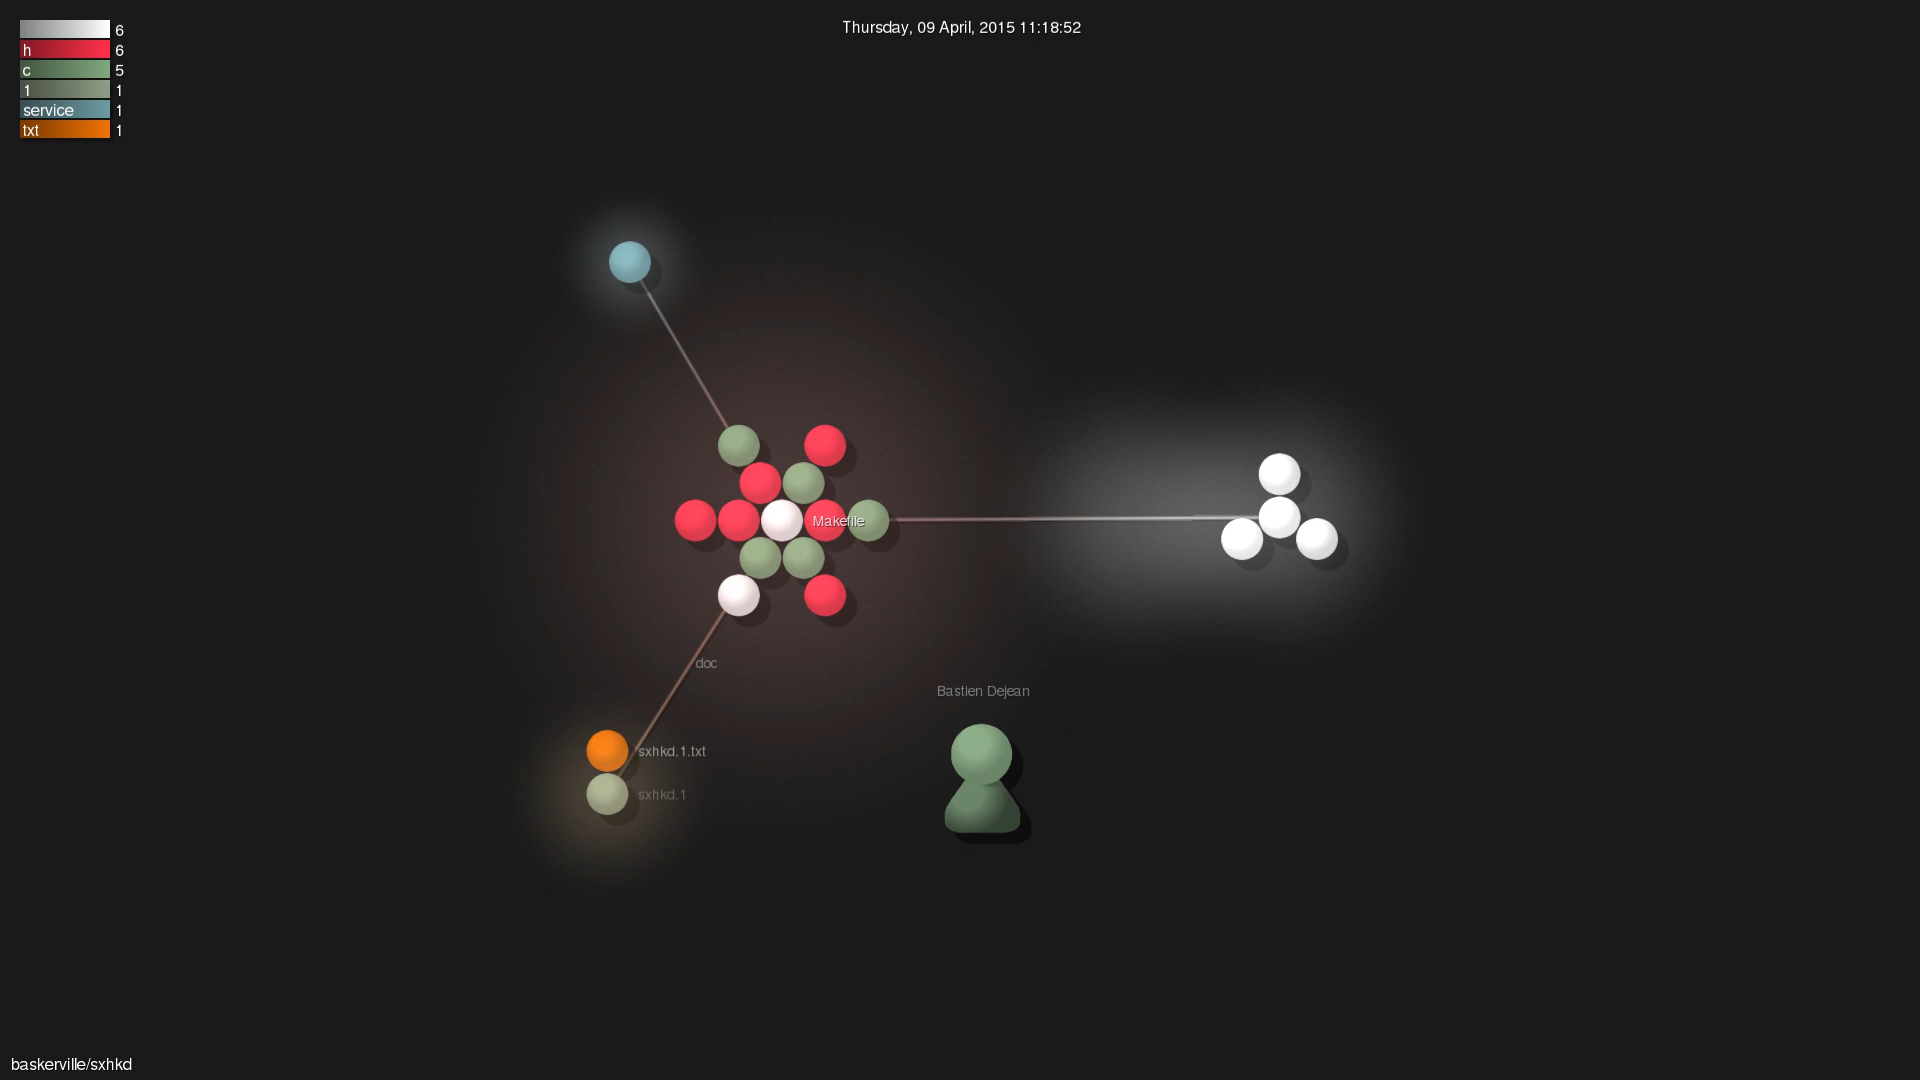 Thursday, 09 April, 2015 11:18:52
6
h 6
c 5
1 1
service 1
txt 1
Makefile
doc
Bastien Dejean
sxhkd.1.txt
sxhkd.1
baskerville/sxhkd